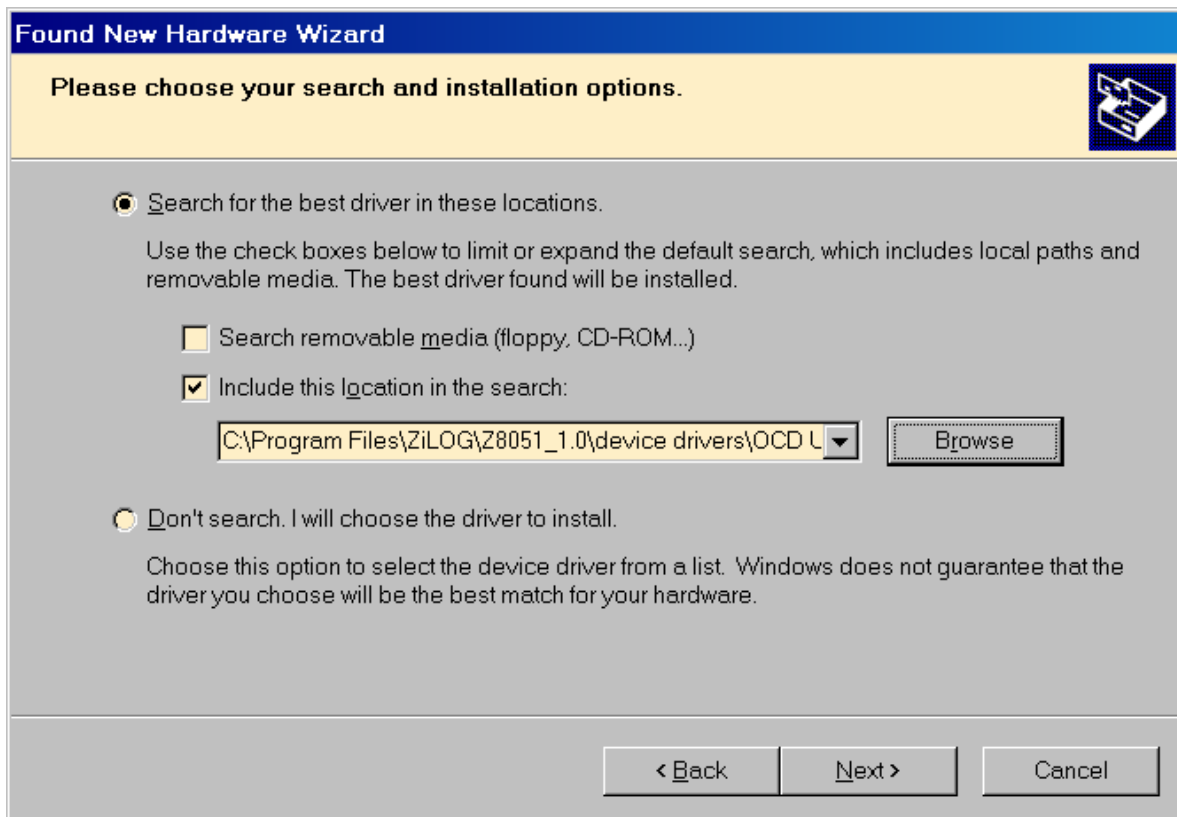 Found New Hardware Wizard
Please choose your search and installation options.
Search for the best driver in these locations.
Use the check boxes below to limit or expand the default search, which includes local paths and
removable media. The best driver found will be installed.
Search removable media (floppy, CD-ROM...)
Include this location in the search:
C:\Program Files\ZiLOG\Z8051_1.0\device drivers\OCD U
Browse
Don't search. I will choose the driver to install.
Choose this option to select the device driver from a list. Windows does not guarantee that the
driver you choose will be the best match for your hardware.
< Back
Next >
Cancel